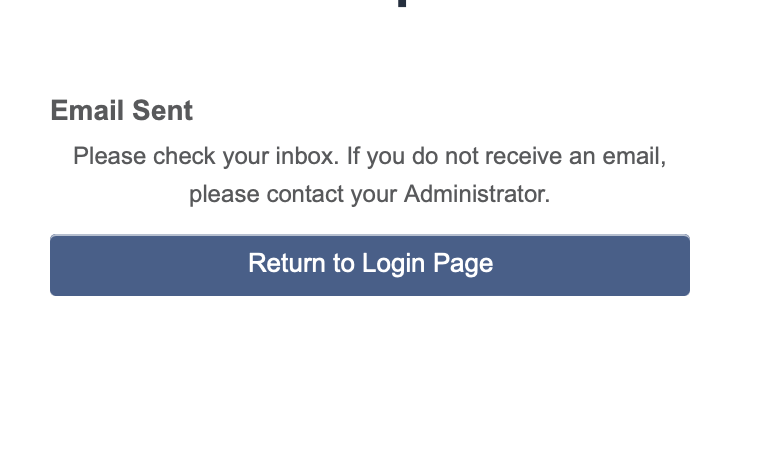 Email Sent
Please check your inbox. If you do not receive an email,
please contact your Administrator.
Return to Login Page